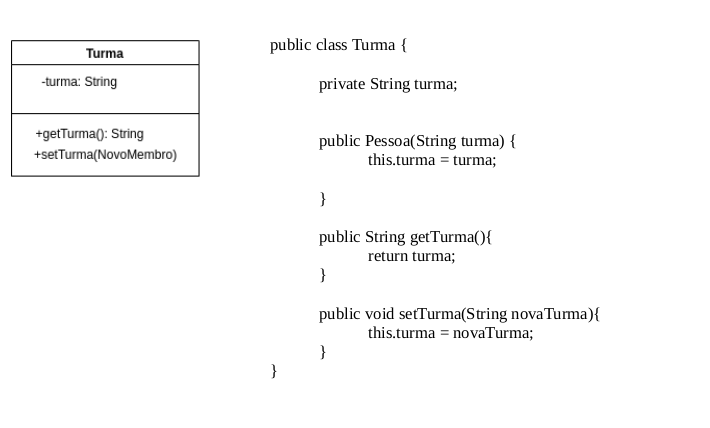 Turma
-turma: String
+getTurma(): String
+setTurma(NovoMembro)
public class Turma {
private String turma;
public Pessoa(String turma) {
this.turma = turma;
}
public String getTurma(){
return turma;
}
public void setTurma(String novaTurma){
this.turma = novaTurma;
}
}